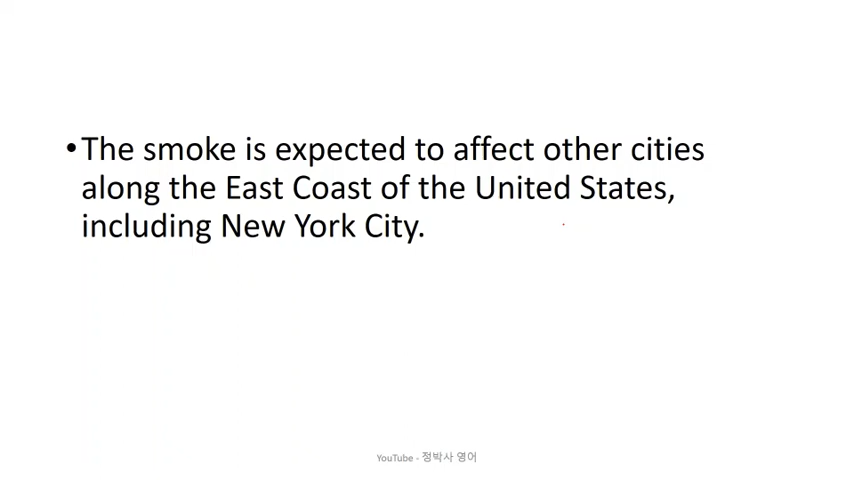 •The smoke is expected to affect other cities
along the East Coast of the United States,
including New York City.
YouTube - 정박사 영어